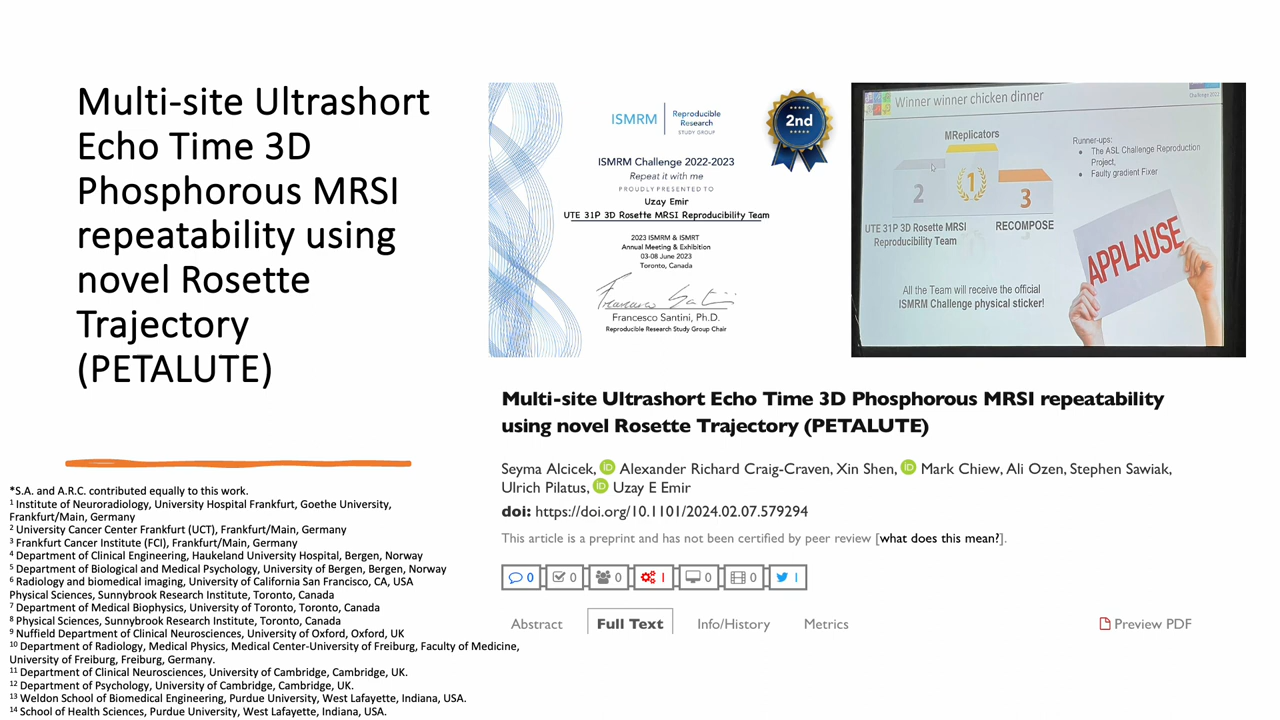 Multi-site Ultrashort
Echo Time 3D
Phosphorous MRSI
repeatability using
novel Rosette
Trajectory
(PETALUTE)
*S.A. and A.R.C. contributed equally to this work.
1 Institute of Neuroradiology, University Hospital Frankfurt, Goethe University,
Frankfurt/Main, Germany
2 University Cancer Center Frankfurt (UCT), Frankfurt/Main, Germany
3 Frankfurt Cancer Institute (FCI), Frankfurt/Main, Germany
4 Department of Clinical Engineering, Haukeland University Hospital, Bergen, Norway
5 Department of Biological and Medical Psychology, University of Bergen, Bergen, Norway
6 Radiology and biomedical imaging, University of California San Francisco, CA, USA
Physical Sciences, Sunnybrook Research Institute, Toronto, Canada
7 Department of Medical Biophysics, University of Toronto, Toronto, Canada
8 Physical Sciences, Sunnybrook Research Institute, Toronto, Canada
9 Nuffield Department of Clinical Neurosciences, University of Oxford, Oxford, UK
10 Department of Radiology, Medical Physics, Medical Center-University of Freiburg, Faculty of Medicine,
University of Freiburg, Freiburg, Germany.
11 Department of Clinical Neurosciences, University of Cambridge, Cambridge, UK.
12 Department of Psychology, University of Cambridge, Cambridge, UK.
13 Weldon School of Biomedical Engineering, Purdue University, West Lafayette, Indiana, USA.
14 School of Health Sciences, Purdue University, West Lafayette, Indiana, USA.
ISMRM
Reproducible
Research
STUDY GROUP
2nd
ISMRM Challenge 2022-2023
Repeat it with me
PROUDLY PRESENTED TO
Uzay Emir
UTE 31P 3D Rosette MRSI Reproducibility Team
2023 ISMRM & ISMRT
Annual Meeting & Exhibition
03-08 June 2023
Toronto, Canada
Francesco Santini
Francesco Santini, Ph.D.
Reproducible Research Study Group Chair
Winner winner chicken dinner
Challenge 2023
MReplicators
2
1
3
UTE 31P 3D Rosette MRSI
Reproducibility Team
RECOMPOSE
Runner-ups:
• The ASL Challenge Reproduction
Project,
• Faulty gradient Fixer
APPLAUSE
All the Team will receive the official
ISMRM Challenge physical sticker!
Multi-site Ultrashort Echo Time 3D Phosphorous MRSI repeatability
using novel Rosette Trajectory (PETALUTE)
Seyma Alcicek, iD Alexander Richard Craig-Craven, Xin Shen, iD Mark Chiew, Ali Ozen, Stephen Sawiak,
Ulrich Pilatus, iD Uzay E Emir
doi: https://doi.org/10.1101/2024.02.07.579294
This article is a preprint and has not been certified by peer review [what does this mean?].
0 0 0 1 0 0 1
Abstract Full Text Info/History Metrics Preview PDF